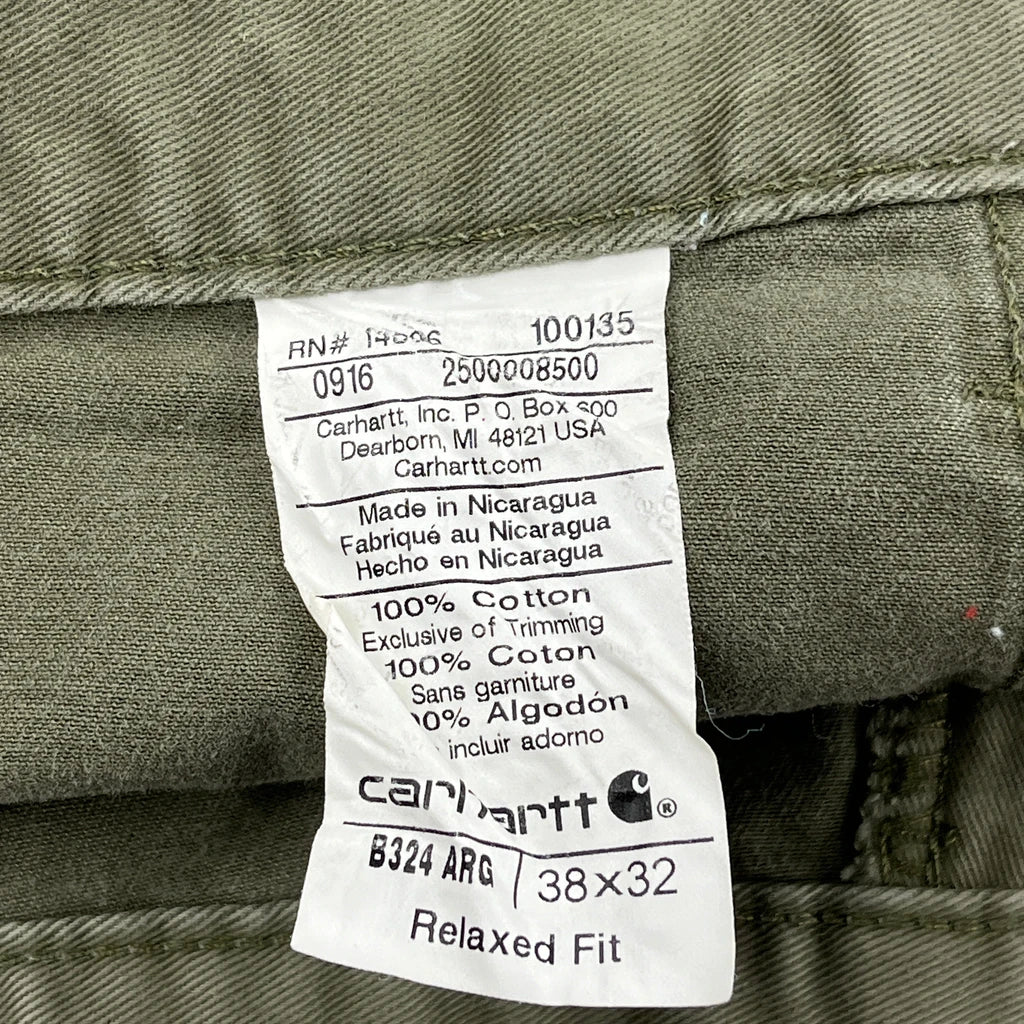 RN# 14806 100135
0916 2500008500
Carhartt, Inc. P. O. Box 600
Dearborn, MI 48121 USA
Carhartt.com
Made in Nicaragua
Fabriqué au Nicaragua
Hecho en Nicaragua
100% Cotton
Exclusive of Trimming
100% Coton
Sans garniture
00% Algodón
incluir adorno
carhartt ®
B324 ARG / 38x32
Relaxed Fit